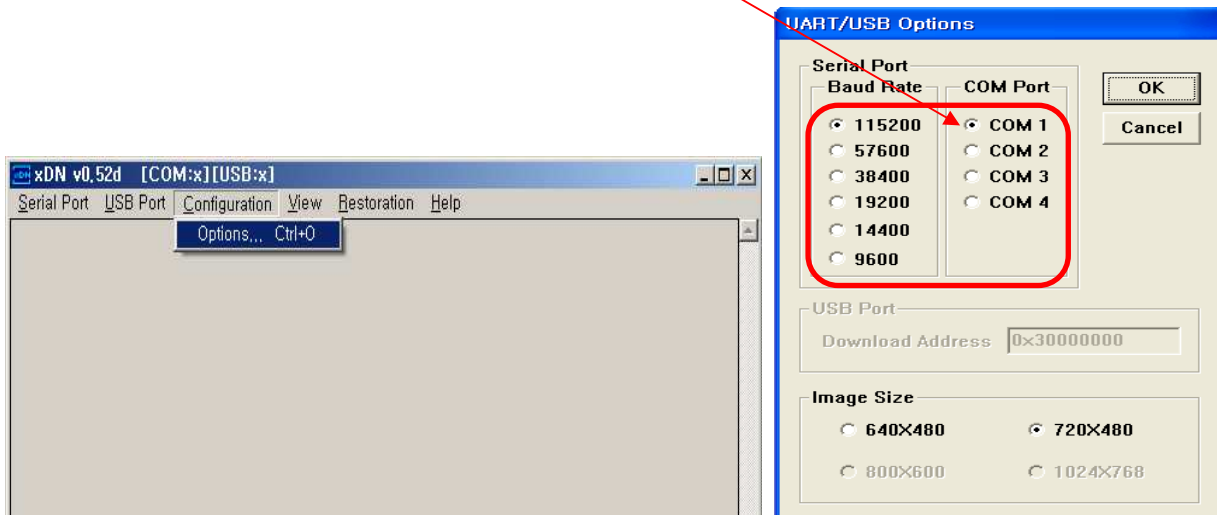 xDN v0.52d [COM:x][USB:x]
Serial Port USB Port Configuration View Restoration Help
Options... Ctrl+O
UART/USB Options
Serial Port
Baud Rate COM Port
115200 COM 1
57600 COM 2
38400 COM 3
19200 COM 4
14400
9600
OK
Cancel
USB Port
Download Address 0x30000000
Image Size
640X480 720X480
800X600 1024X768